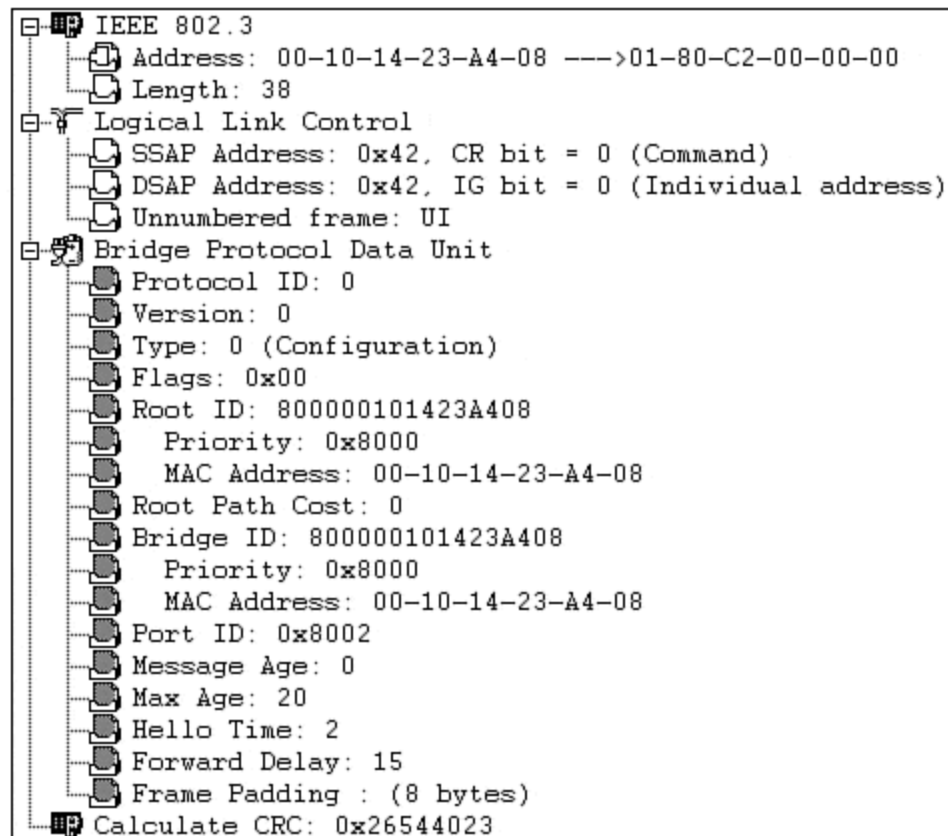 IEEE 802.3
Address: 00-10-14-23-A4-08 --->01-80-C2-00-00-00
Length: 38
Logical Link Control
SSAP Address: 0x42, CR bit = 0 (Command)
DSAP Address: 0x42, IG bit = 0 (Individual address)
Unnumbered frame: UI
Bridge Protocol Data Unit
Protocol ID: 0
Version: 0
Type: 0 (Configuration)
Flags: 0x00
Root ID: 800000101423A408
Priority: 0x8000
MAC Address: 00-10-14-23-A4-08
Root Path Cost: 0
Bridge ID: 800000101423A408
Priority: 0x8000
MAC Address: 00-10-14-23-A4-08
Port ID: 0x8002
Message Age: 0
Max Age: 20
Hello Time: 2
Forward Delay: 15
Frame Padding : (8 bytes)
Calculate CRC: 0x26544023